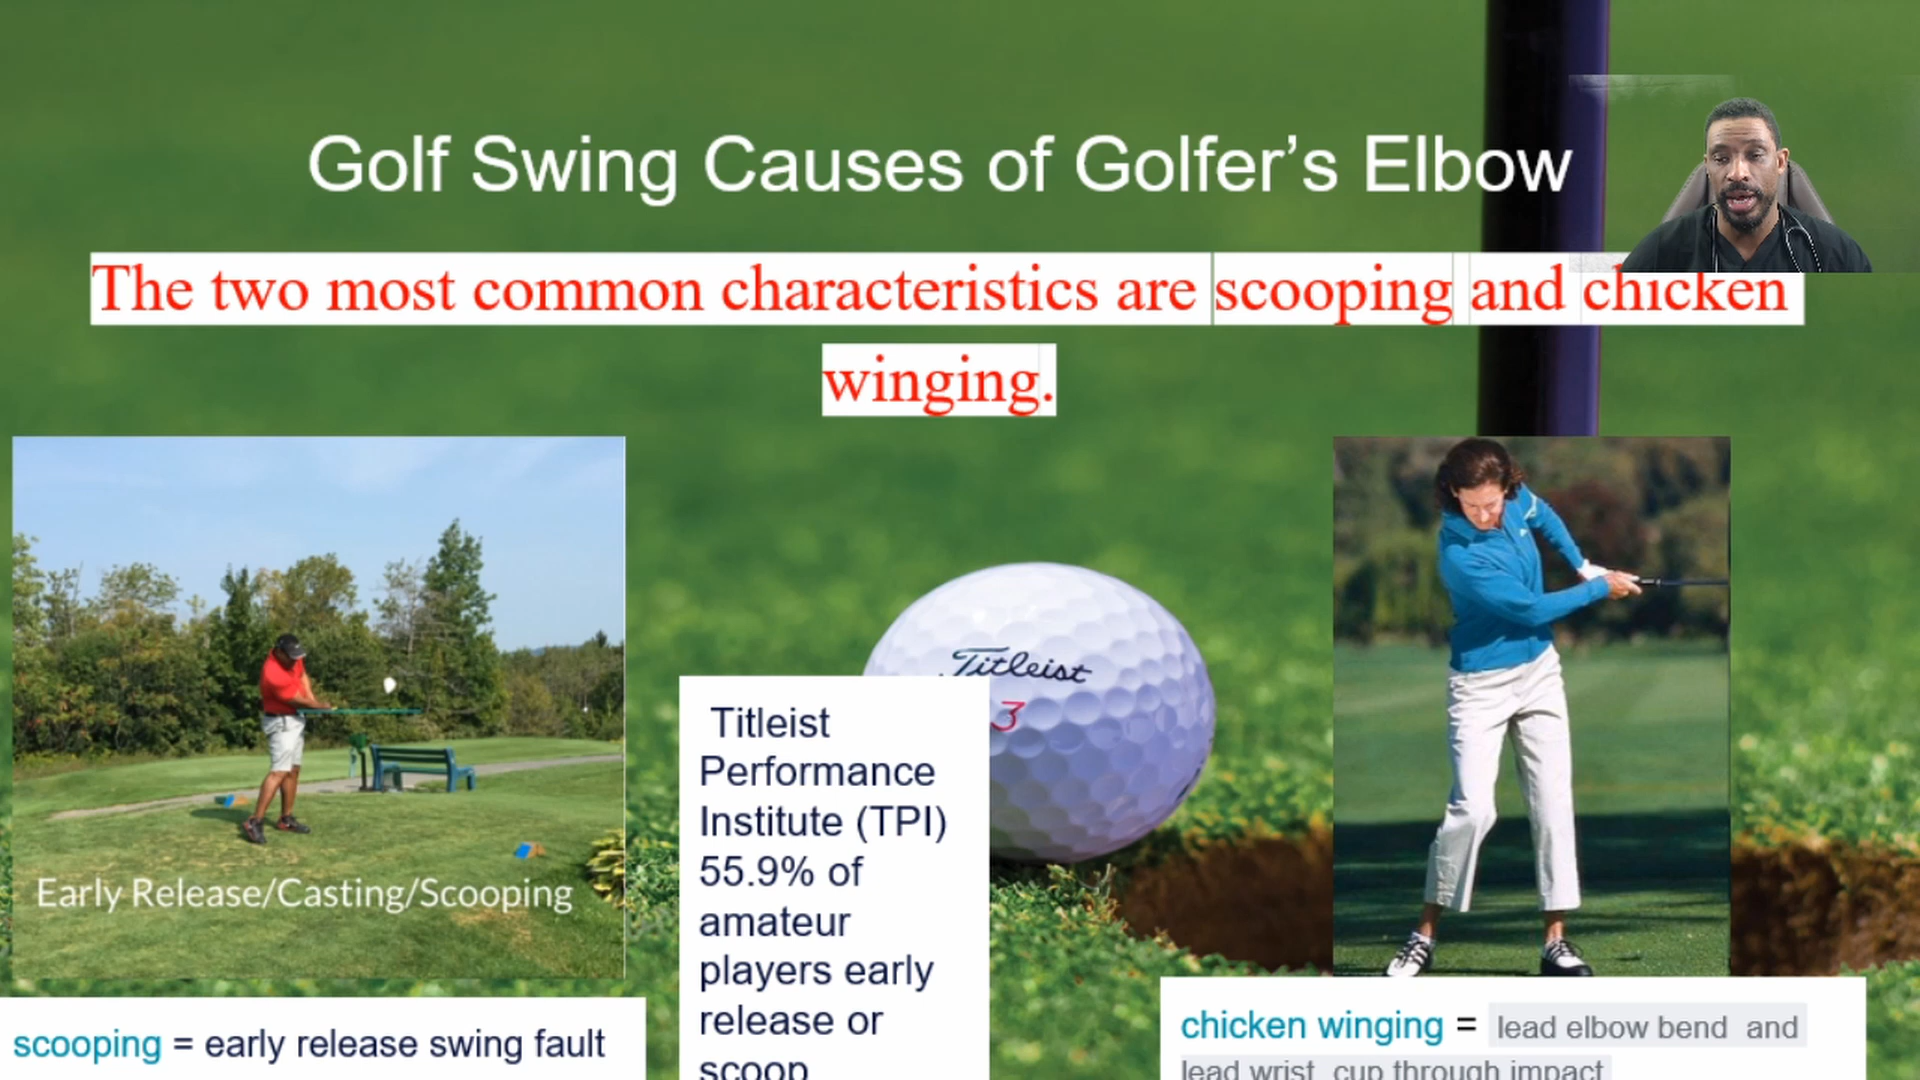 Golf Swing Causes of Golfer’s Elbow
The two most common characteristics are scooping and chicken
winging.
Early Release/Casting/Scooping
scooping = early release swing fault
Titleist
3
Titleist
Performance
Institute (TPI)
55.9% of
amateur
players early
release or
scoop
chicken winging = lead elbow bend and
lead wrist cup through impact